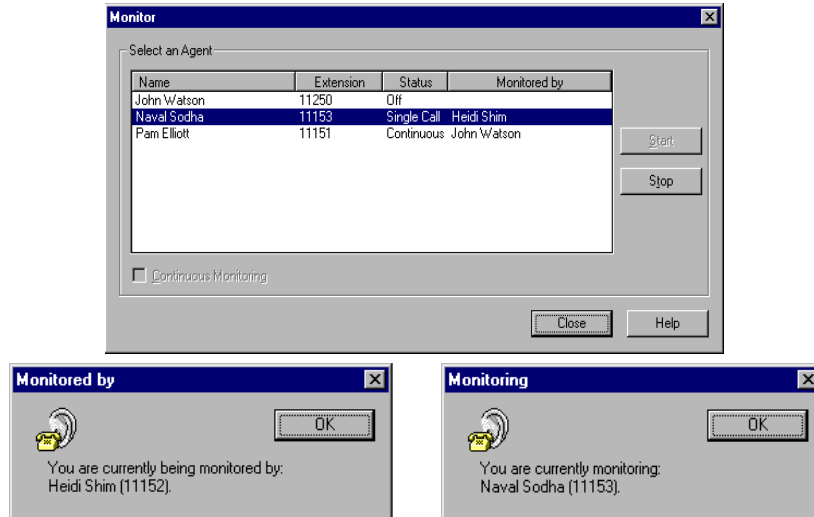 Monitor
Select an Agent
Name Extension Status Monitored by
John Watson 11250 Off
Naval Sodha 11153 Single Call Heidi Shim
Pam Elliott 11151 Continuous John Watson
Start
Stop
Continuous Monitoring
Close Help
Monitored by
OK
You are currently being monitored by:
Heidi Shim (11152).
Monitoring
OK
You are currently monitoring:
Naval Sodha (11153).